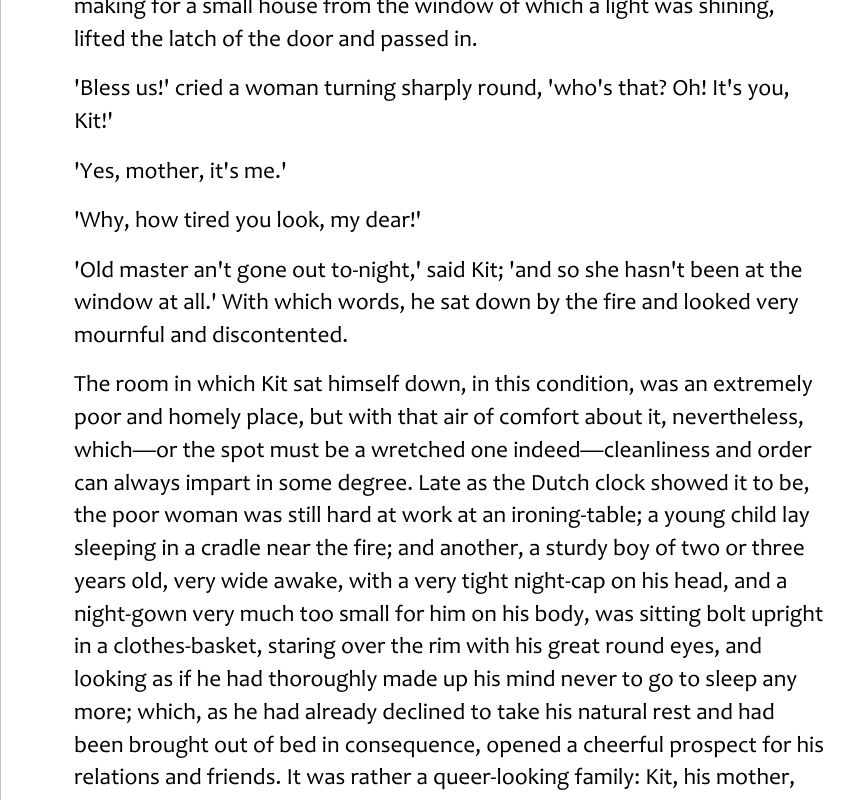 making for a small house from the window of which a light was shining,
lifted the latch of the door and passed in.
'Bless us!' cried a woman turning sharply round, 'who's that? Oh! It's you,
Kit!'
'Yes, mother, it's me.'
'Why, how tired you look, my dear!'
'Old master an't gone out to-night,' said Kit; 'and so she hasn't been at the
window at all.' With which words, he sat down by the fire and looked very
mournful and discontented.
The room in which Kit sat himself down, in this condition, was an extremely
poor and homely place, but with that air of comfort about it, nevertheless,
which—or the spot must be a wretched one indeed—cleanliness and order
can always impart in some degree. Late as the Dutch clock showed it to be,
the poor woman was still hard at work at an ironing-table; a young child lay
sleeping in a cradle near the fire; and another, a sturdy boy of two or three
years old, very wide awake, with a very tight night-cap on his head, and a
night-gown very much too small for him on his body, was sitting bolt upright
in a clothes-basket, staring over the rim with his great round eyes, and
looking as if he had thoroughly made up his mind never to go to sleep any
more; which, as he had already declined to take his natural rest and had
been brought out of bed in consequence, opened a cheerful prospect for his
relations and friends. It was rather a queer-looking family: Kit, his mother,